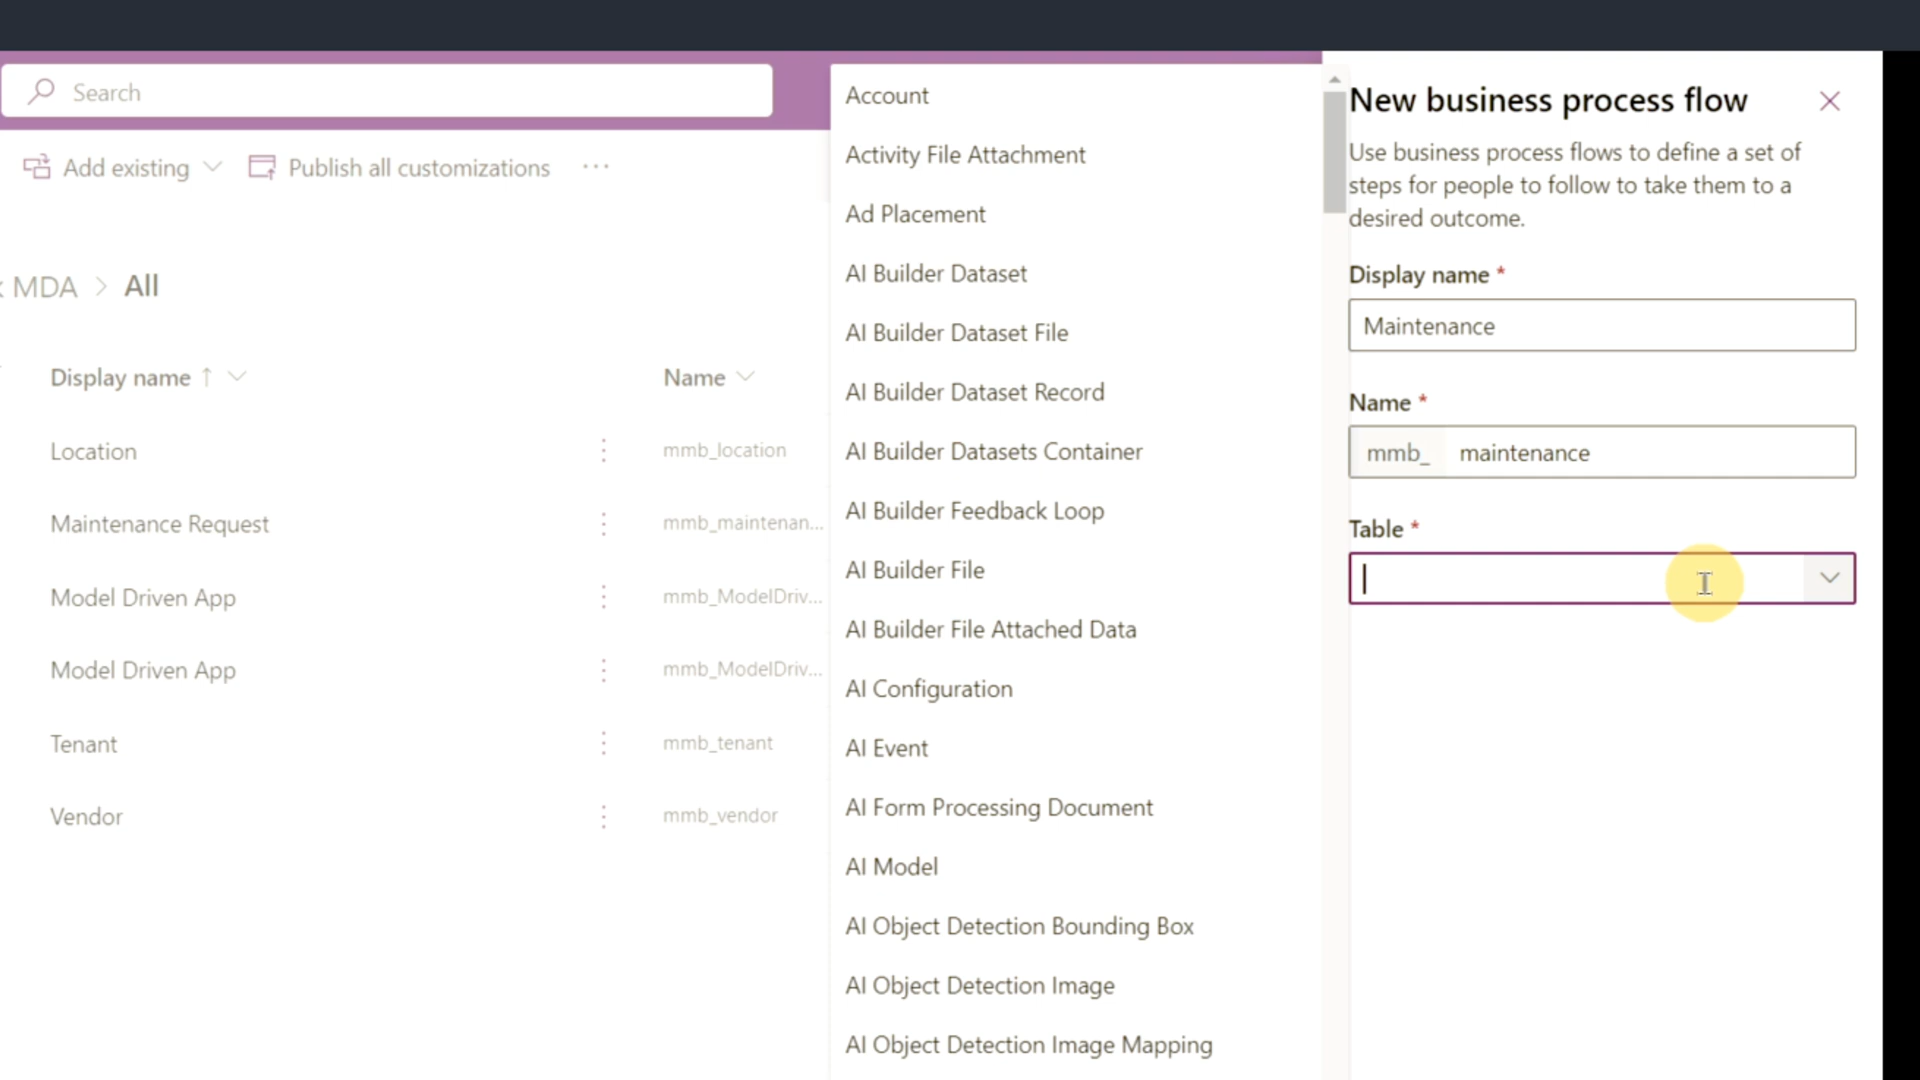 Search
Add existing
Publish all customizations
MDA > All
Display name ↑
Name
Location
mmb_location
Maintenance Request
mmb_maintenan...
Model Driven App
mmb_ModelDriv...
Model Driven App
mmb_ModelDriv...
Tenant
mmb_tenant
Vendor
mmb_vendor
Account
Activity File Attachment
Ad Placement
AI Builder Dataset
AI Builder Dataset File
AI Builder Dataset Record
AI Builder Datasets Container
AI Builder Feedback Loop
AI Builder File
AI Builder File Attached Data
AI Configuration
AI Event
AI Form Processing Document
AI Model
AI Object Detection Bounding Box
AI Object Detection Image
AI Object Detection Image Mapping
New business process flow
Use business process flows to define a set of
steps for people to follow to take them to a
desired outcome.
Display name *
Maintenance
Name *
mmb_ maintenance
Table *